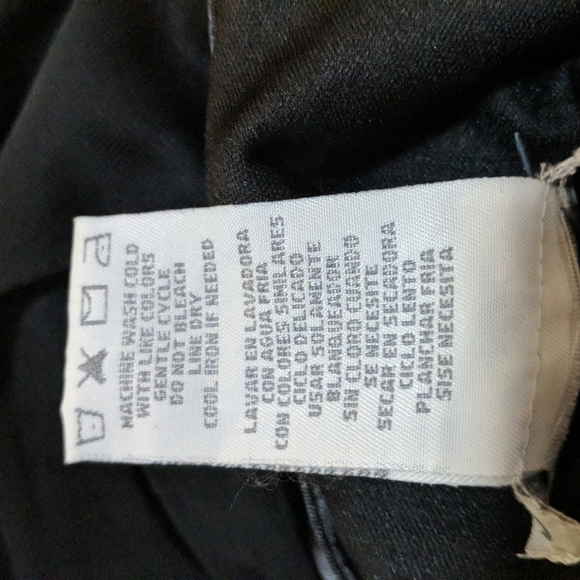 MACHINE WASH COLD
WITH LIKE COLORS
GENTLE CYCLE
DO NOT BLEACH
LINE DRY
COOL IRON IF NEEDED
LAVAR EN LAVADORA
CON AGUA FRIA
CON COLORES SIMILARES
CICLO DELICADO
USAR SOLAMENTE
BLANQUEADOR
SIN CLORO CUANDO
SE NECESITE
SECAR EN SECADORA
CICLO LENTO
PLANCHAR FRIA
SISE NECESITA